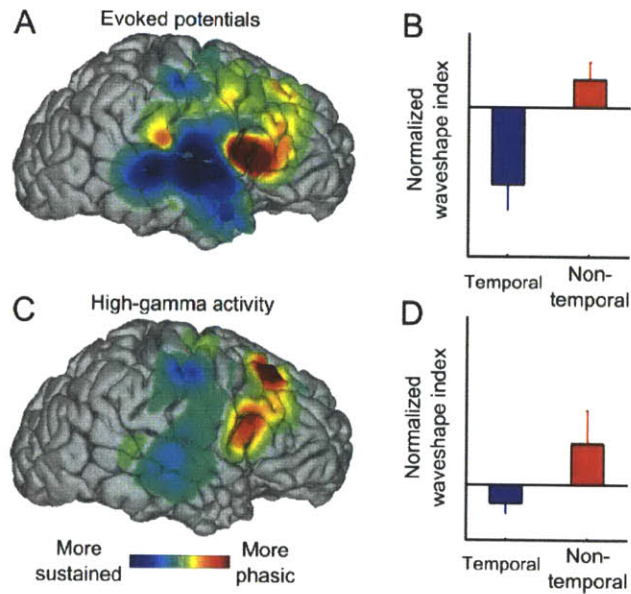 A
Evoked potentials
B
Normalized
waveshape index
Temporal
Non-
temporal
C
High-gamma activity
D
Normalized
waveshape index
Temporal
Non-
temporal
More
sustained
More
phasic